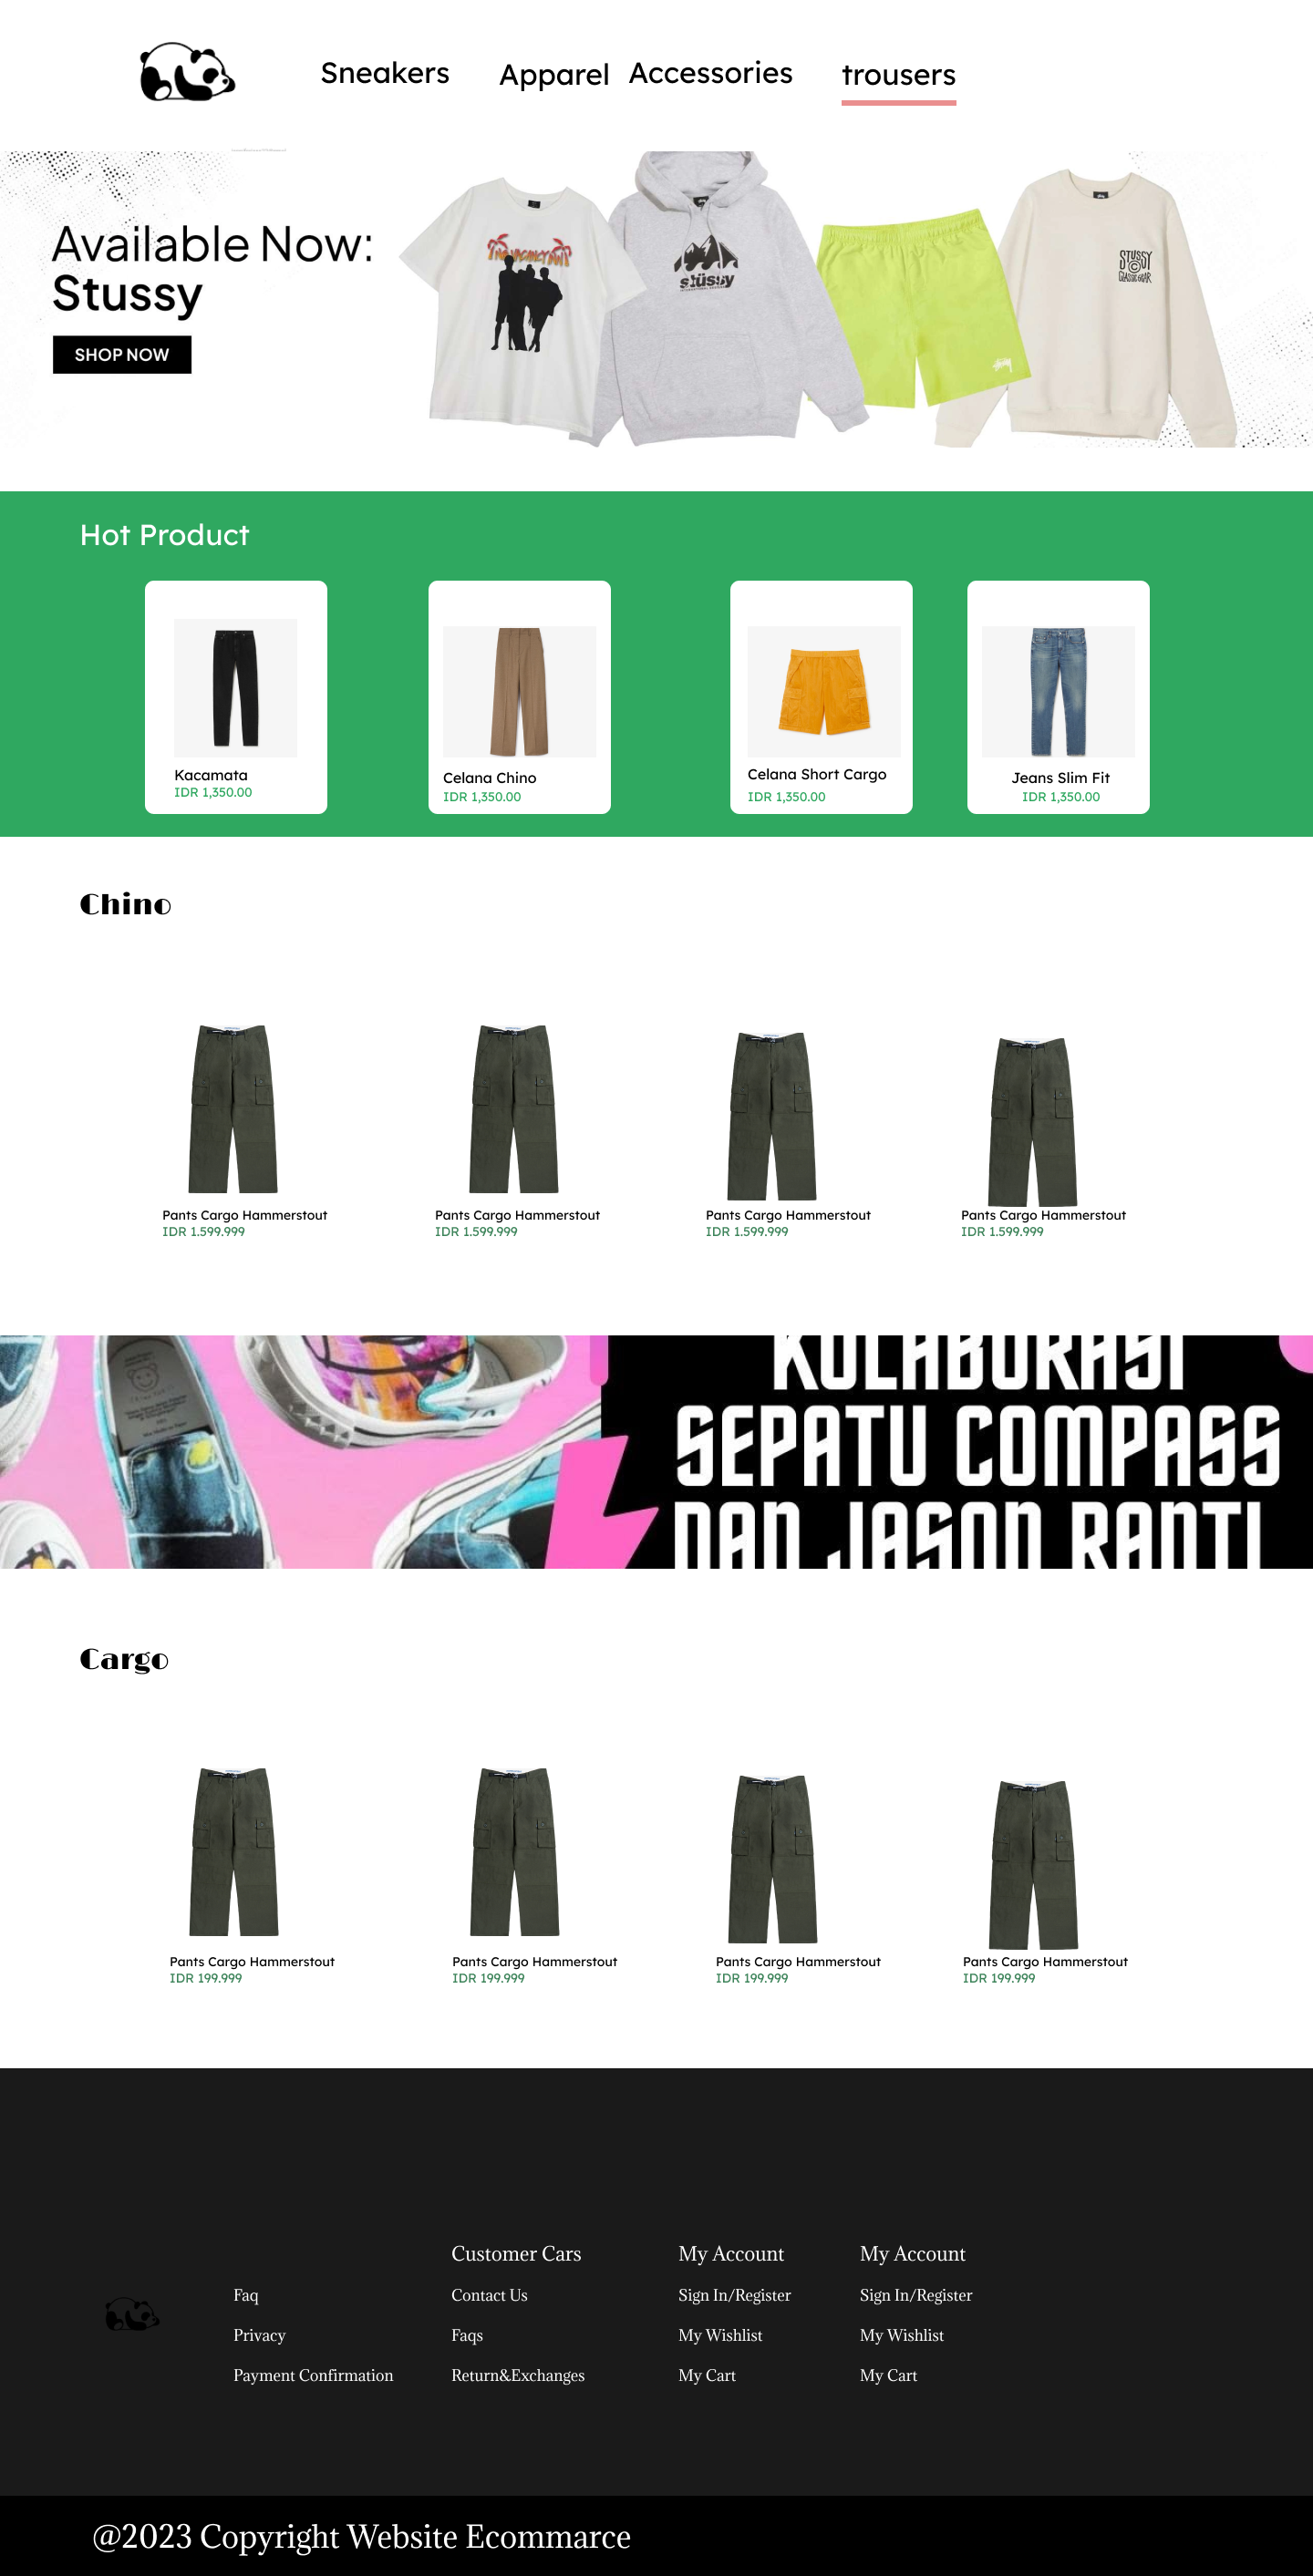 Sneakers Apparel Accessories trousers
Available Now:
Stussy
SHOP NOW
stüssy
STUSSY
Hot Product
Kacamata Celana Chino Celana Short Cargo Jeans Slim Fit
IDR 1,350.00 IDR 1,350.00 IDR 1,350.00 IDR 1,350.00
Chino
Pants Cargo Hammerstout Pants Cargo Hammerstout Pants Cargo Hammerstout Pants Cargo Hammerstout
IDR 1.599.999 IDR 1.599.999 IDR 1.599.999 IDR 1.599.999
KOLABORASI
SEPATU COMPASS
DAN JASON RANTI
Cargo
Pants Cargo Hammerstout Pants Cargo Hammerstout Pants Cargo Hammerstout Pants Cargo Hammerstout
IDR 199.999 IDR 199.999 IDR 199.999 IDR 199.999
Customer Cars My Account My Account
Faq Contact Us Sign In/Register Sign In/Register
Privacy Faqs My Wishlist My Wishlist
Payment Confirmation Return&Exchanges My Cart My Cart
@2023 Copyright Website Ecommarce